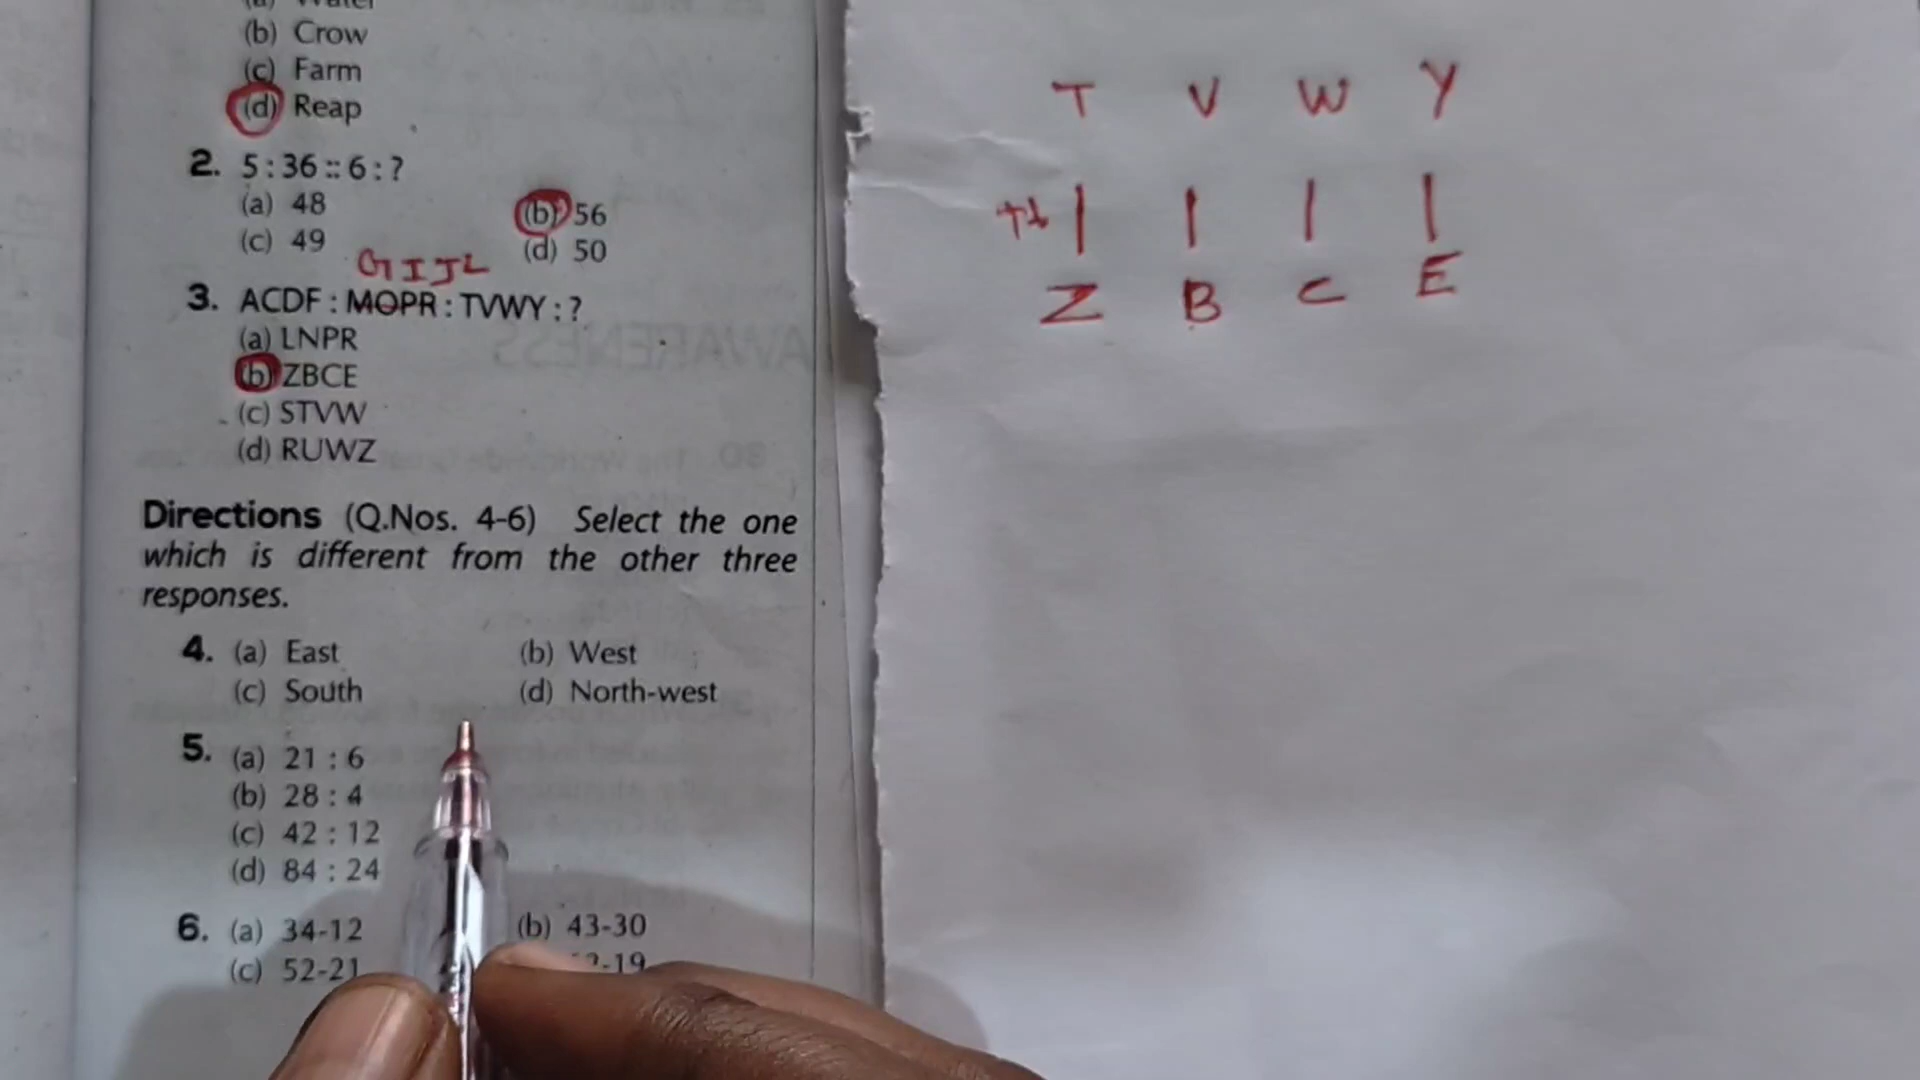 (b) Crow
(c) Farm
(d) Reap
2. 5 : 36 :: 6 : ?
(a) 48
(b) 56
(c) 49
(d) 50
GIJL
3. ACDF : MOPR : TVWY : ?
(a) LNPR
(b) ZBCE
(c) STVW
(d) RUWZ
Directions (Q.Nos. 4-6) Select the one
which is different from the other three
responses.
4. (a) East
(b) West
(c) South
(d) North-west
5. (a) 21 : 6
(b) 28 : 4
(c) 42 : 12
(d) 84 : 24
6. (a) 34-12
(b) 43-30
(c) 52-21
T V W Y
Z B C E